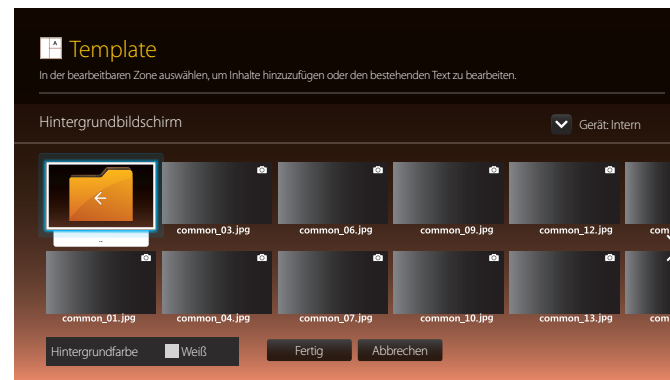 A
Template
In der bearbeitbaren Zone auswählen, um Inhalte hinzuzufügen oder den bestehenden Text zu bearbeiten.
Hintergrundbildschirm
Gerät: Intern
..
common_03.jpg
common_06.jpg
common_09.jpg
common_12.jpg
com
common_01.jpg
common_04.jpg
common_07.jpg
common_10.jpg
common_13.jpg
com
Hintergrundfarbe
Weiß
Fertig
Abbrechen